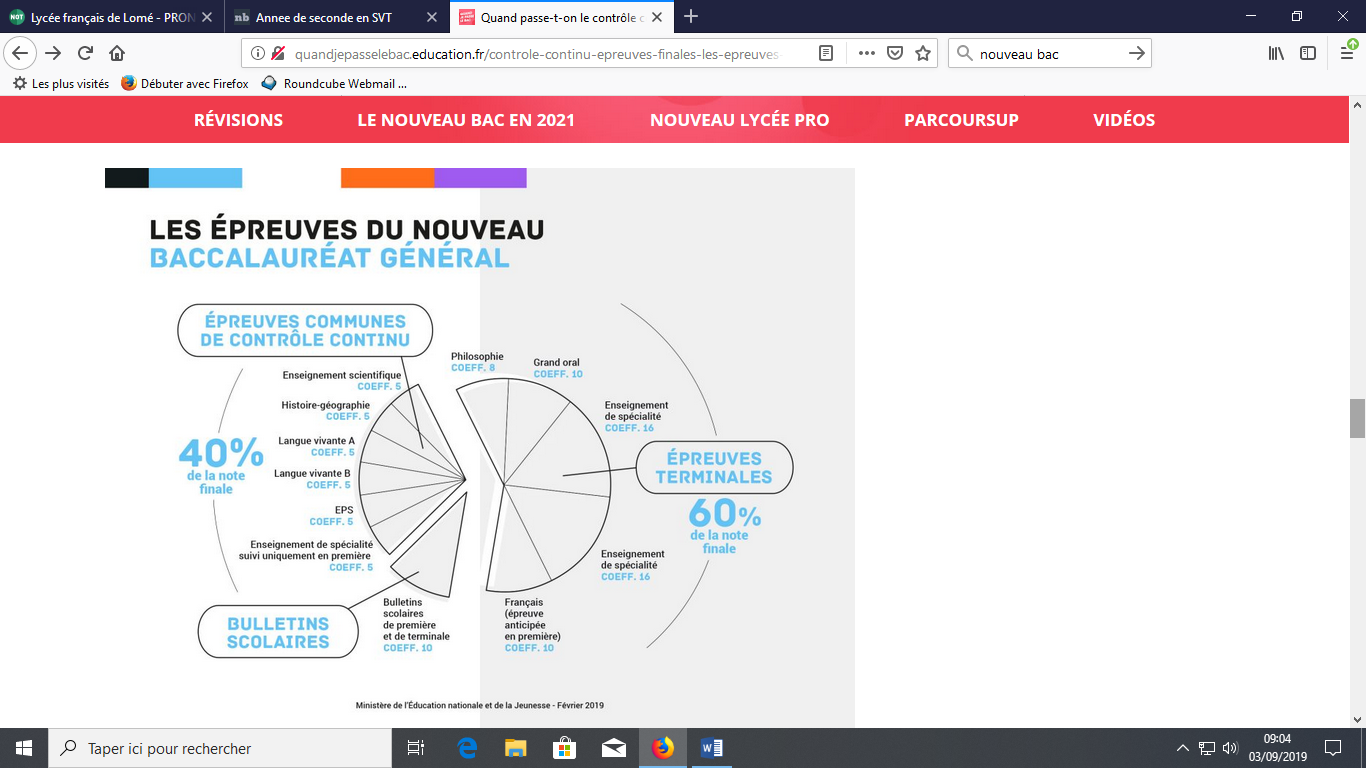 Lycée français de Lomé - PRON
Annee de seconde en SVT
Quand passe-t-on le contrôle c
quandjepasselebac.education.fr/controle-continu-epreuves-finales-les-epreuves-
nouveau bac
Les plus visités
Débuter avec Firefox
Roundcube Webmail ...
RÉVISIONS
LE NOUVEAU BAC EN 2021
NOUVEAU LYCÉE PRO
PARCOURSUP
VIDÉOS
LES ÉPREUVES DU NOUVEAU
BACCALAURÉAT GÉNÉRAL
ÉPREUVES COMMUNES
DE CONTRÔLE CONTINU
Enseignement scientifique
COEFF. 5
Histoire-géographie
COEFF. 5
Langue vivante A
COEFF. 5
Langue vivante B
COEFF. 5
EPS
COEFF. 5
Enseignement de spécialité
suivi uniquement en première
COEFF. 5
40%
de la note
finale
BULLETINS
SCOLAIRES
Bulletins
scolaires
de première
et de terminale
COEFF. 10
Philosophie
COEFF. 8
Grand oral
COEFF. 10
Enseignement
de spécialité
COEFF. 16
ÉPREUVES
TERMINALES
60%
de la note
finale
Enseignement
de spécialité
COEFF. 16
Français
(épreuve
anticipée
en première)
COEFF. 10
Ministère de l'Éducation nationale et de la Jeunesse - Février 2019
Taper ici pour rechercher
09:04
03/09/2019